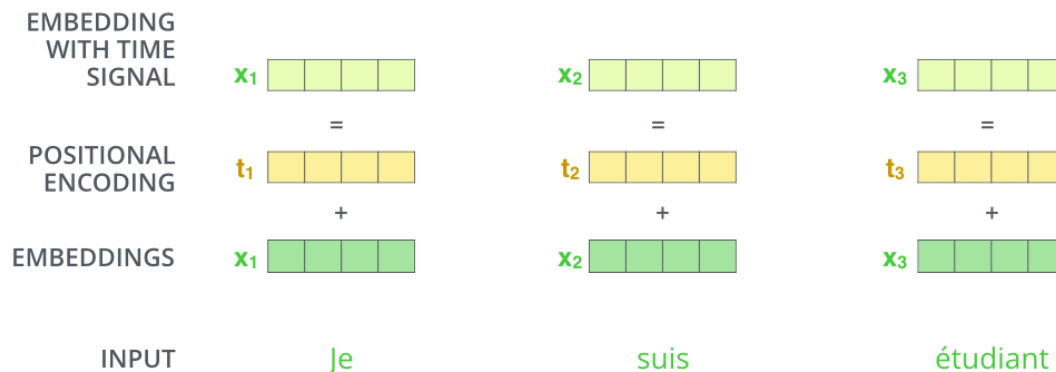 EMBEDDING
WITH TIME
SIGNAL
x₁ x₂ x₃
= = =
POSITIONAL
ENCODING
t₁ t₂ t₃
+ + +
EMBEDDINGS x₁ x₂ x₃
INPUT Je suis étudiant